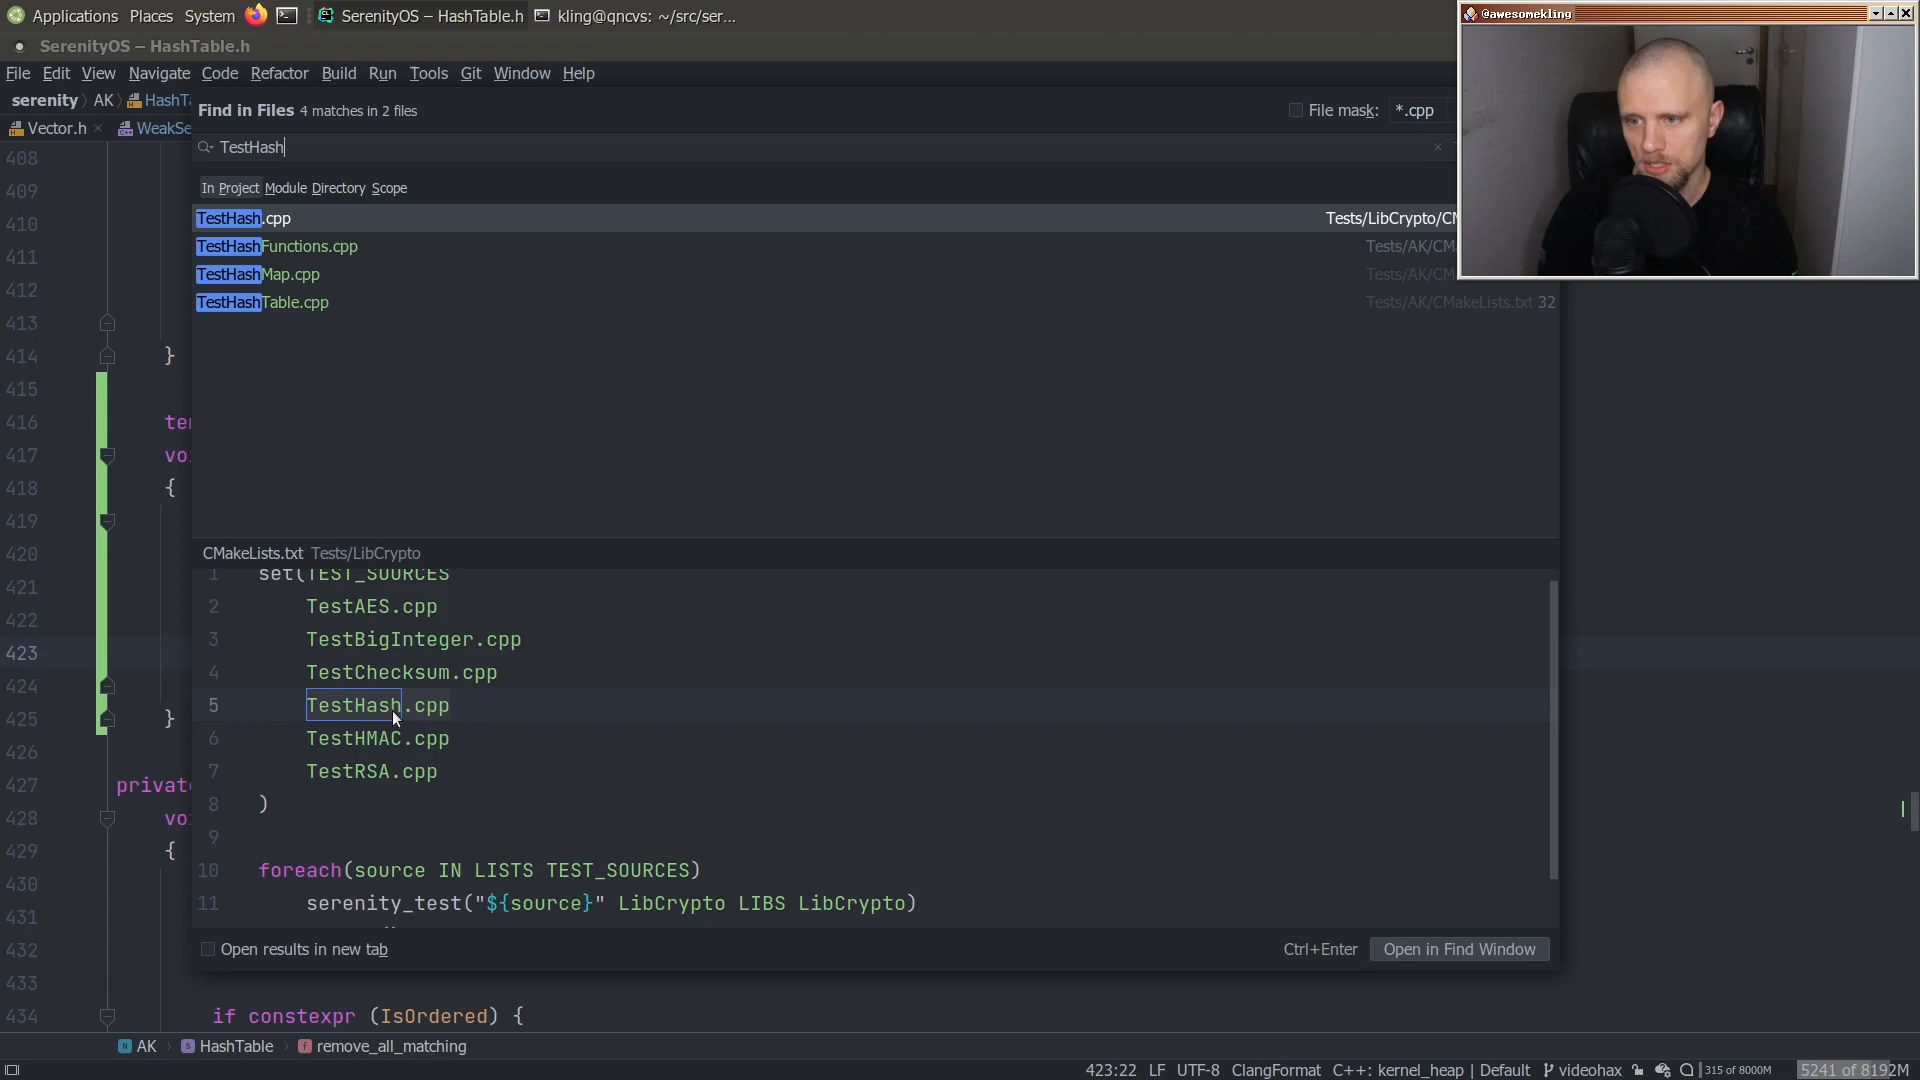 Applications Places System SerenityOS – HashTable.h kling@qncvs: ~/src/ser...
@awesomekling
SerenityOS – HashTable.h
File Edit View Navigate Code Refactor Build Run Tools Git Window Help
serenity AK HashTa
Find in Files 4 matches in 2 files File mask: *.cpp
Vector.h WeakSe
TestHash
In Project Module Directory Scope
TestHash.cpp Tests/LibCrypto/CM
TestHashFunctions.cpp Tests/AK/CM
TestHashMap.cpp Tests/AK/CM
TestHashTable.cpp Tests/AK/CMakeLists.txt 32
408
409
410
411
412
413
414 }
415
416 te
417 voi
418 {
419
420
421
422
423
424
425 }
426
427 privat
428 voi
429 {
430
431
432
433
434 if constexpr (IsOrdered) {
CMakeLists.txt Tests/LibCrypto
1 set(TEST_SOURCES
2 TestAES.cpp
3 TestBigInteger.cpp
4 TestChecksum.cpp
5 TestHash.cpp
6 TestHMAC.cpp
7 TestRSA.cpp
8 )
9
10 foreach(source IN LISTS TEST_SOURCES)
11 serenity_test("${source}" LibCrypto LIBS LibCrypto)
Open results in new tab Ctrl+Enter Open in Find Window
AK HashTable remove_all_matching
423:22 LF UTF-8 ClangFormat C++: kernel_heap | Default videohax 315 of 8000M 5241 of 8192M